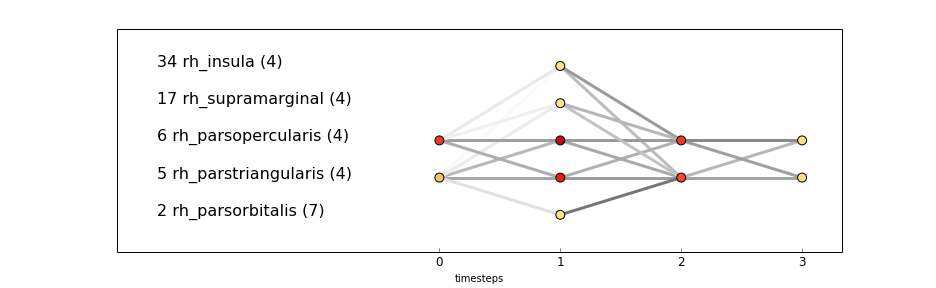 34 rh_insula (4)
17 rh_supramarginal (4)
6 rh_parsopercularis (4)
5 rh_parstriangularis (4)
2 rh_parsorbitalis (7)
0 1 2 3
timesteps